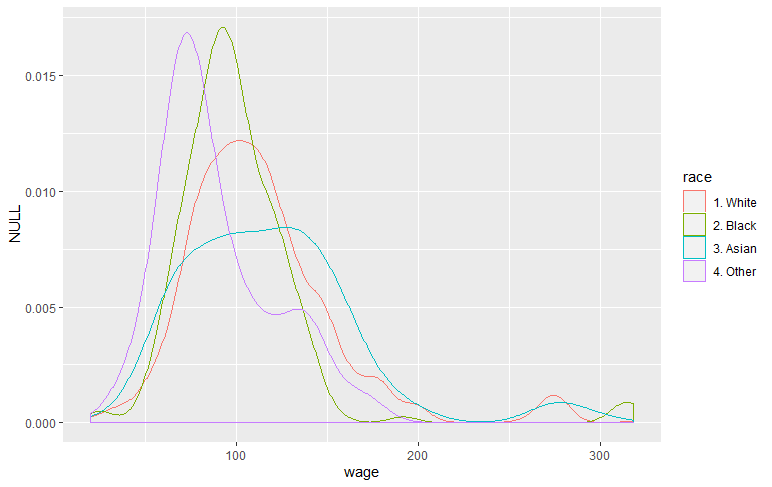 0.015
0.010
0.005
0.000
NULL
100
200
300
wage
race
1. White
2. Black
3. Asian
4. Other